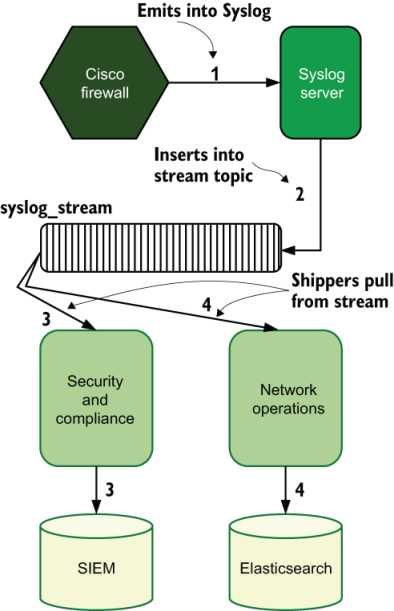 Emits into Syslog
Cisco
firewall
1
Syslog
server
Inserts into
stream topic
2
syslog_stream
Shippers pull
from stream
3
4
Security
and
compliance
Network
operations
3
4
SIEM
Elasticsearch